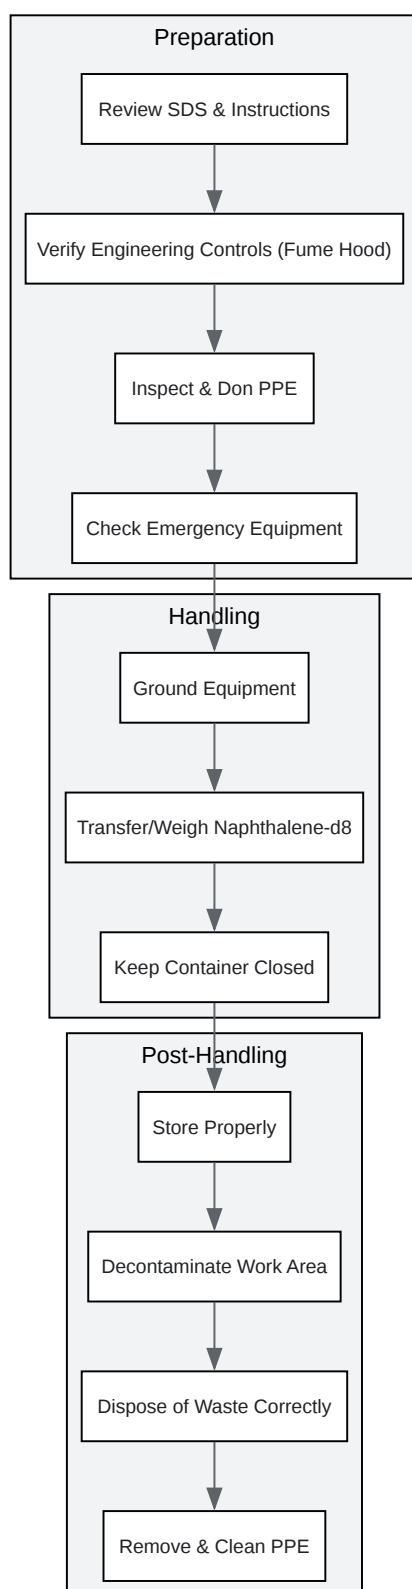 Preparation
Review SDS & Instructions
Verify Engineering Controls (Fume Hood)
Inspect & Don PPE
Check Emergency Equipment
Handling
Ground Equipment
Transfer/Weigh Naphthalene-d8
Keep Container Closed
Post-Handling
Store Properly
Decontaminate Work Area
Dispose of Waste Correctly
Remove & Clean PPE